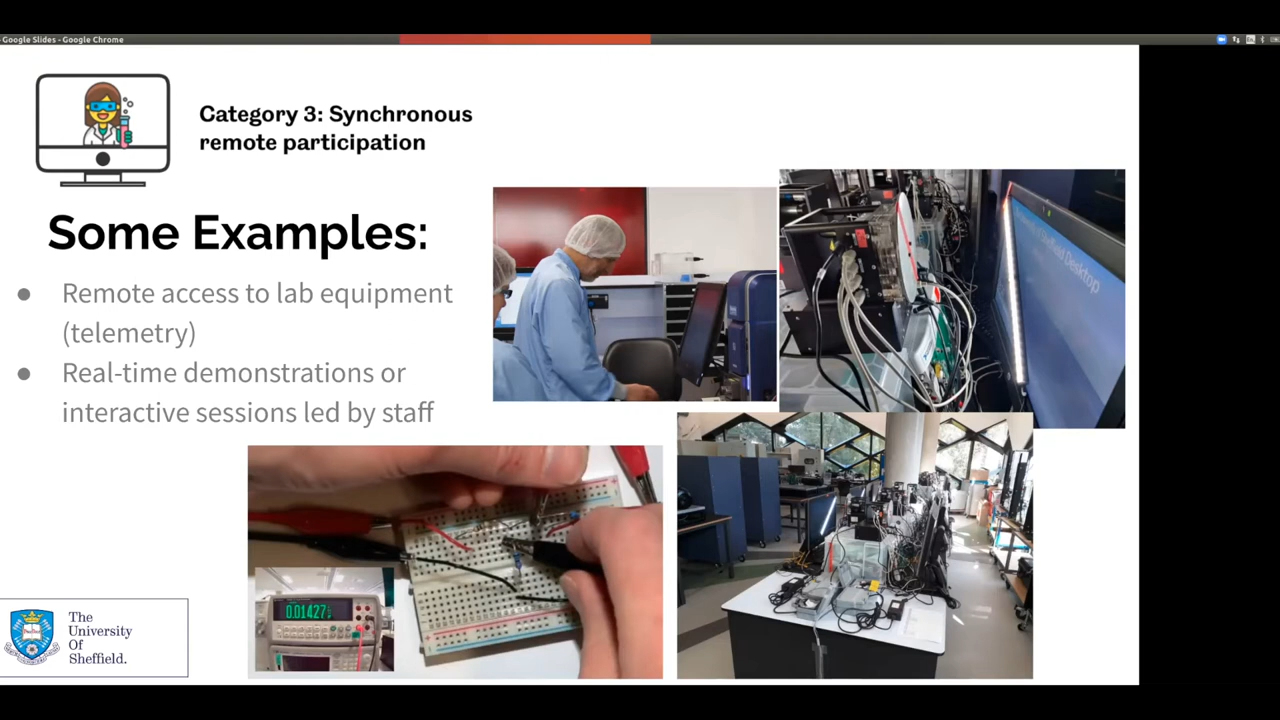 - Google Slides - Google Chrome
Category 3: Synchronous
remote participation
Some Examples:
● Remote access to lab equipment
(telemetry)
● Real-time demonstrations or
interactive sessions led by staff
Desktop
0.01427
The
University
Of
Sheffield.